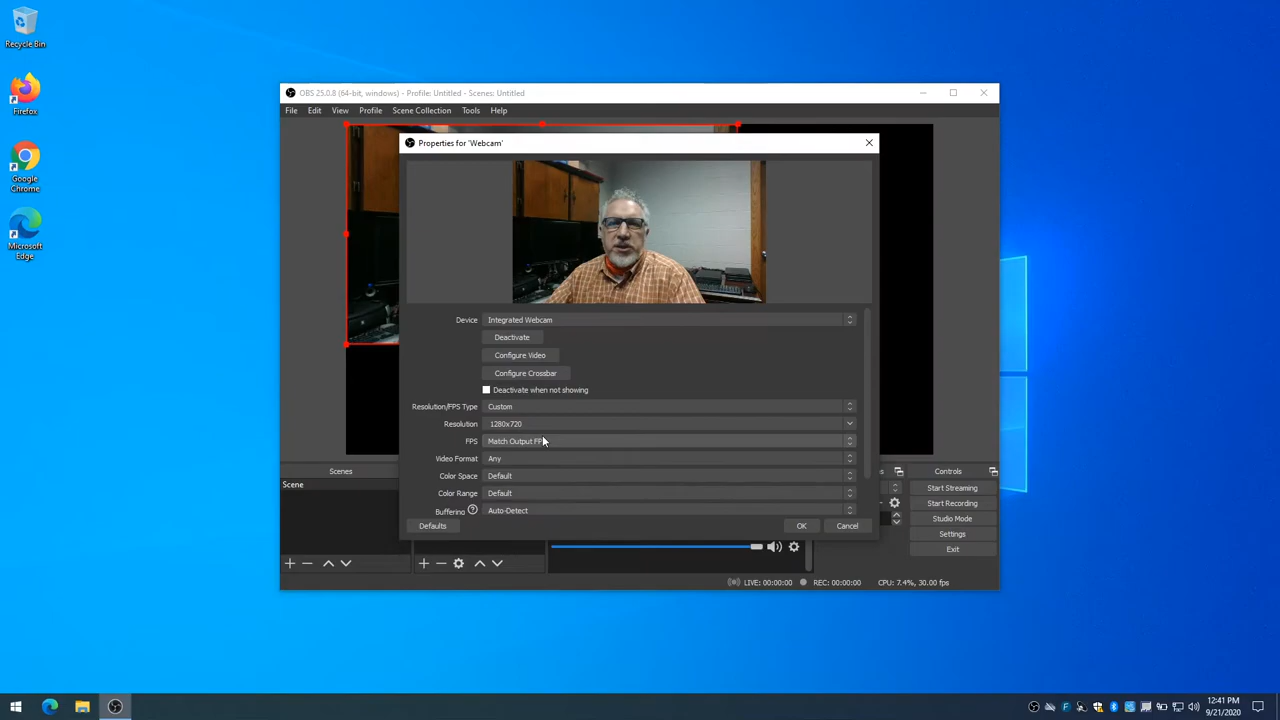 Recycle Bin
Firefox
Google
Chrome
Microsoft
Edge
OBS 25.0.8 (64-bit, windows) - Profile: Untitled - Scenes: Untitled
File Edit View Profile Scene Collection Tools Help
Properties for 'Webcam'
Device Integrated Webcam
Deactivate
Configure Video
Configure Crossbar
Deactivate when not showing
Resolution/FPS Type Custom
Resolution 1280x720
FPS Match Output
Video Format Any
Color Space Default
Color Range Default
Buffering ? Auto-Detect
Defaults OK Cancel
Scenes
Scene
Controls
Start Streaming
Start Recording
Studio Mode
Settings
Exit
LIVE: 00:00:00 REC: 00:00:00 CPU: 7.4%, 30.00 fps
12:41 PM
9/21/2020